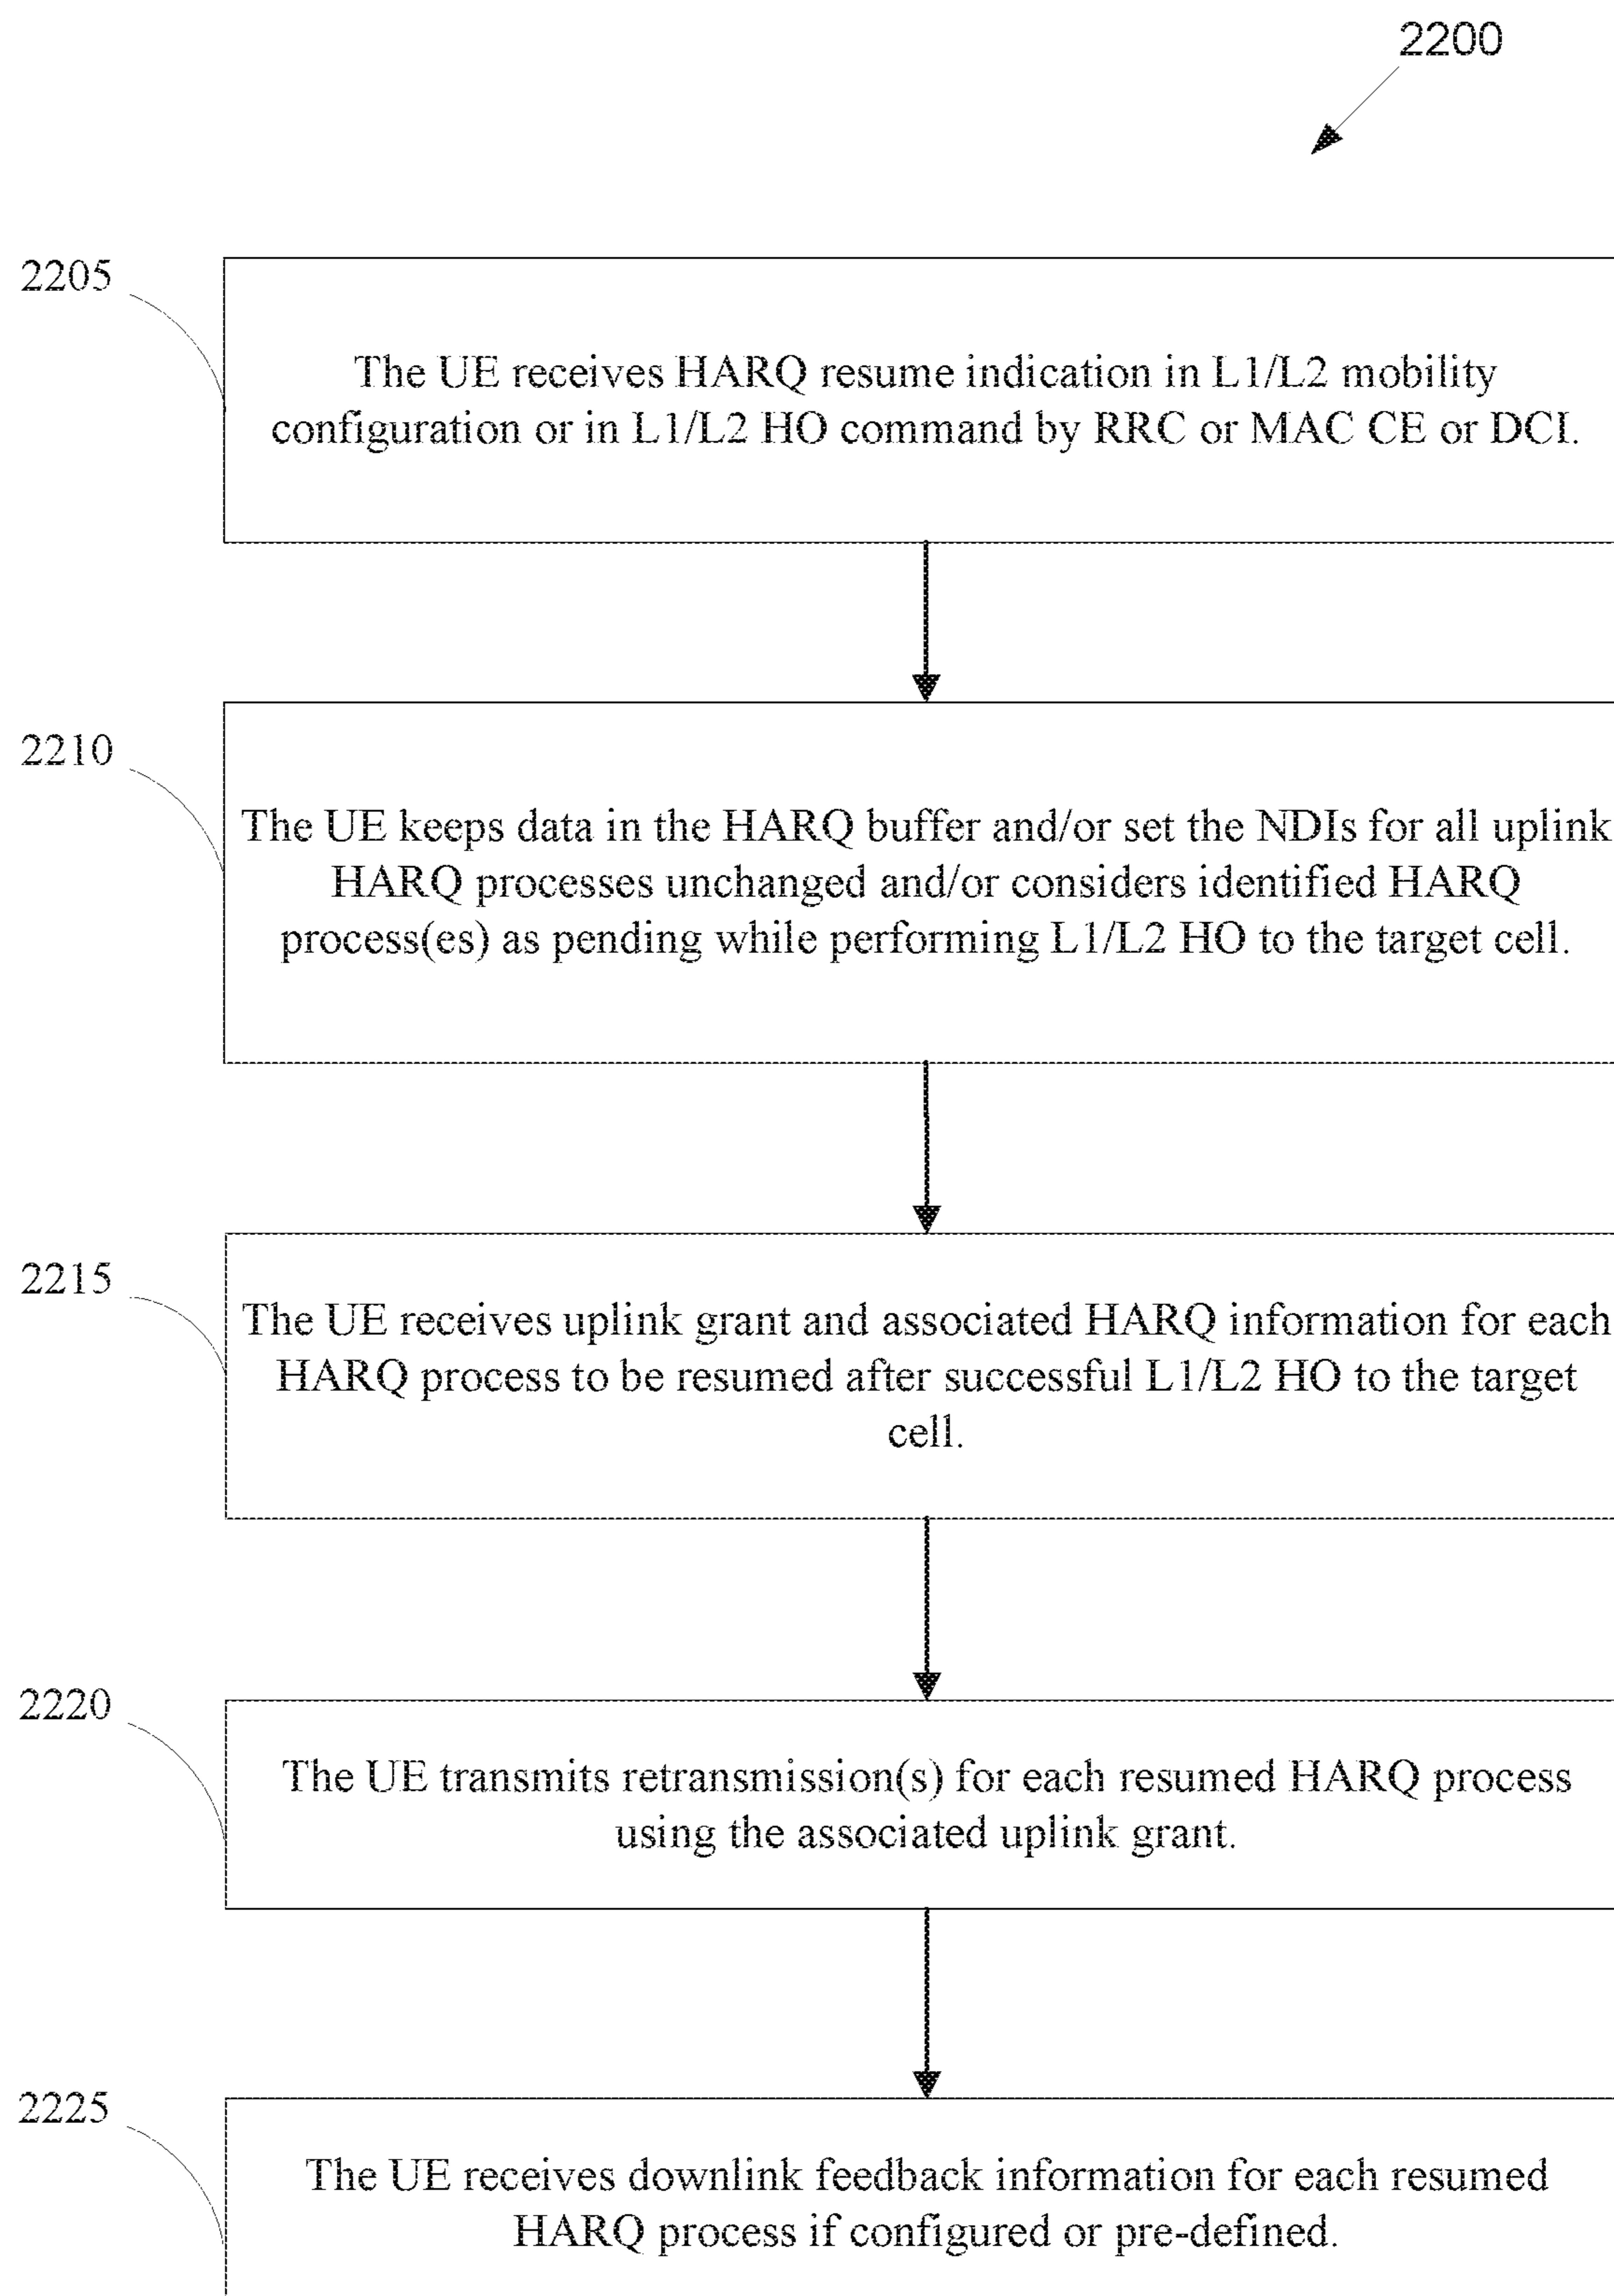 2200
2205
The UE receives HARQ resume indication in L1/L2 mobility
configuration or in L1/L2 HO command by RRC or MAC CE or DCI.
2210
The UE keeps data in the HARQ buffer and/or set the NDIs for all uplink
HARQ processes unchanged and/or considers identified HARQ
process(es) as pending while performing L1/L2 HO to the target cell.
2215
The UE receives uplink grant and associated HARQ information for each
HARQ process to be resumed after successful L1/L2 HO to the target
cell.
2220
The UE transmits retransmission(s) for each resumed HARQ process
using the associated uplink grant.
2225
The UE receives downlink feedback information for each resumed
HARQ process if configured or pre-defined.